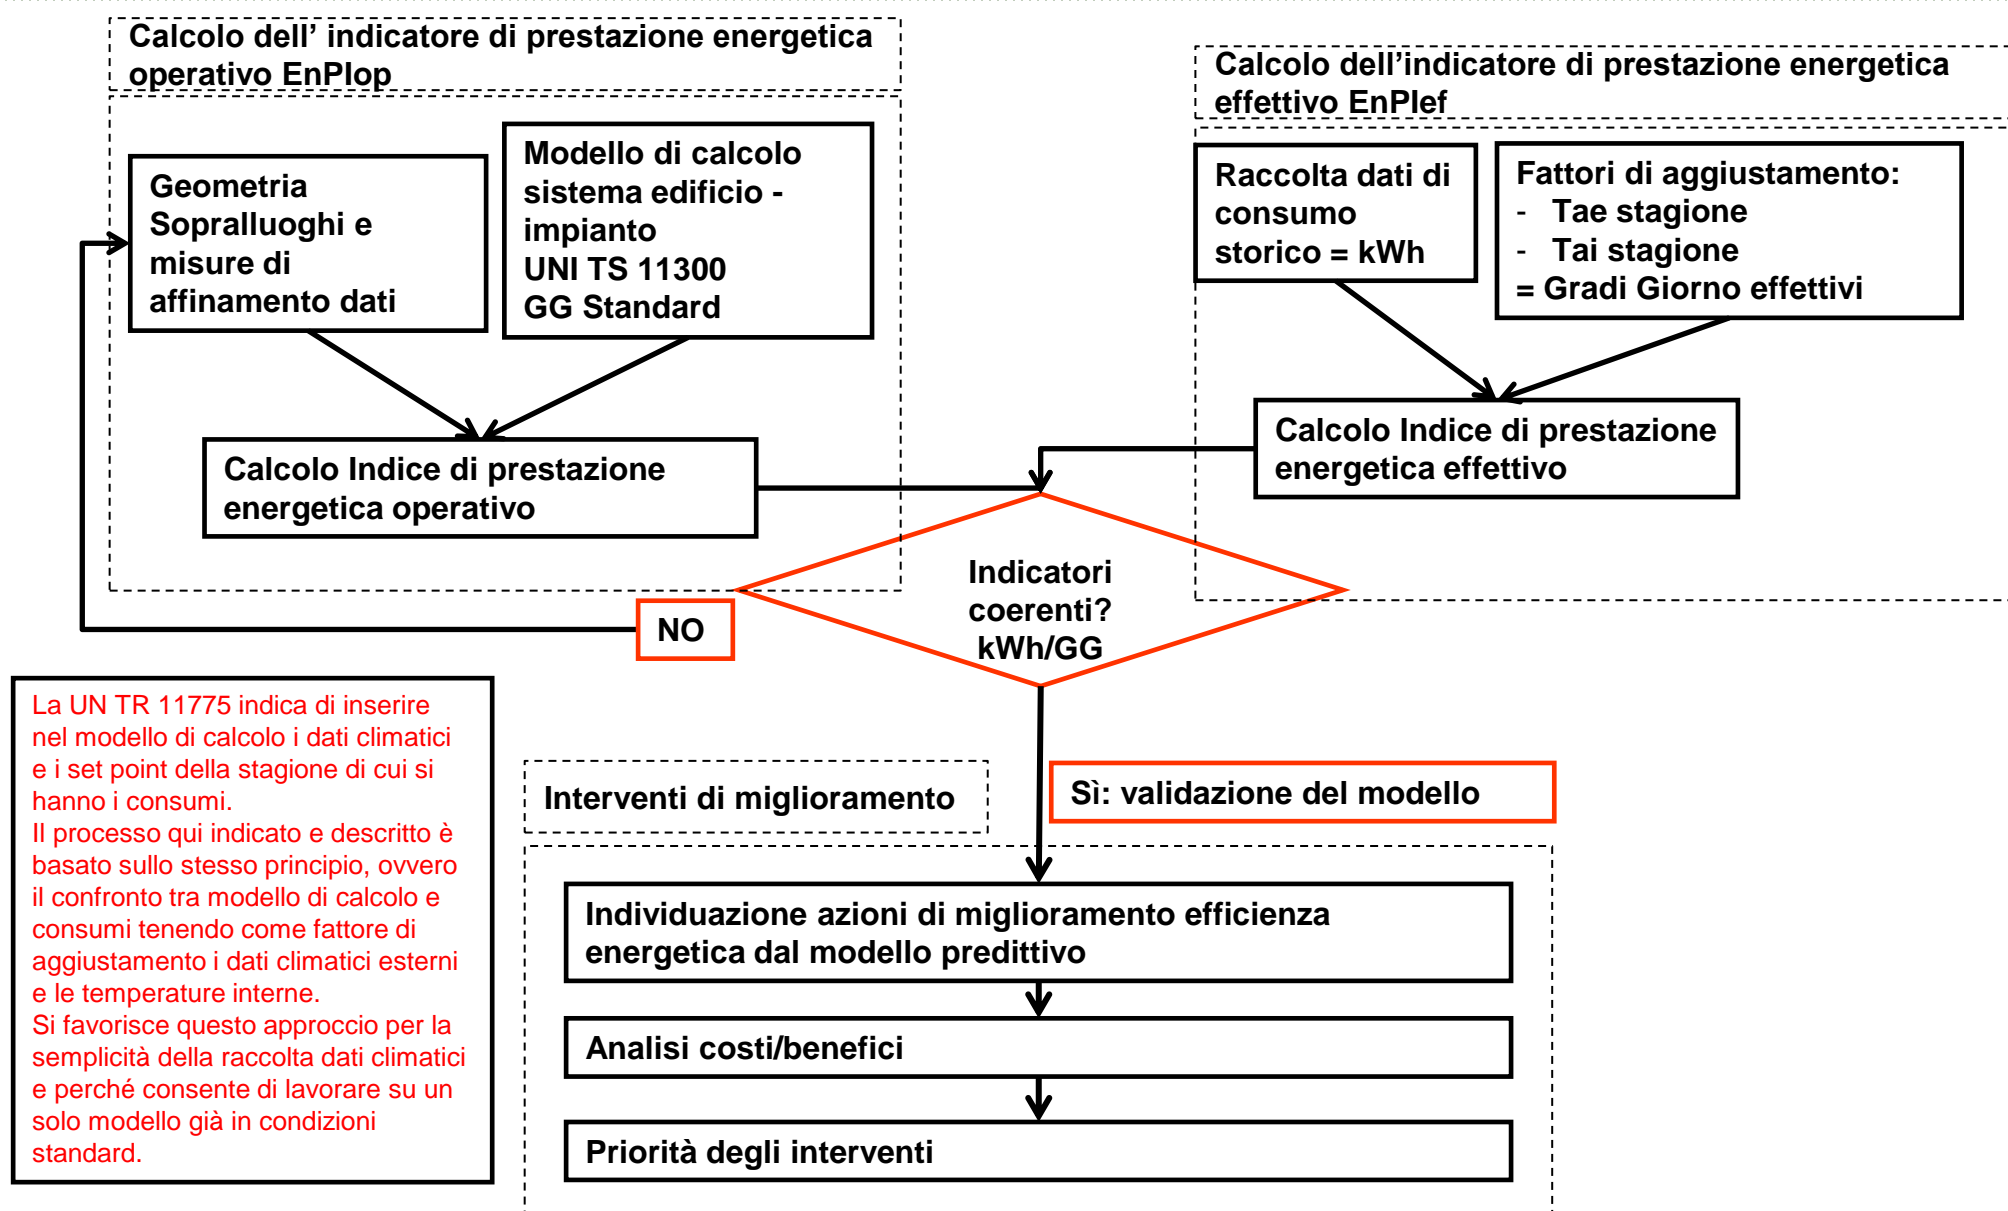 Calcolo dell’ indicatore di prestazione energetica
operativo EnPIop
Calcolo dell’indicatore di prestazione energetica
effettivo EnPIef
Geometria
Sopralluoghi e
misure di
affinamento dati
Modello di calcolo
sistema edificio -
impianto
UNI TS 11300
GG Standard
Raccolta dati di
consumo
storico = kWh
Fattori di aggiustamento:
- Tae stagione
- Tai stagione
= Gradi Giorno effettivi
Calcolo Indice di prestazione
energetica operativo
Calcolo Indice di prestazione
energetica effettivo
Indicatori
coerenti?
kWh/GG
NO
La UN TR 11775 indica di inserire
nel modello di calcolo i dati climatici
e i set point della stagione di cui si
hanno i consumi.
Il processo qui indicato e descritto è
basato sullo stesso principio, ovvero
il confronto tra modello di calcolo e
consumi tenendo come fattore di
aggiustamento i dati climatici esterni
e le temperature interne.
Si favorisce questo approccio per la
semplicità della raccolta dati climatici
e perché consente di lavorare su un
solo modello già in condizioni
standard.
Interventi di miglioramento
Sì: validazione del modello
Individuazione azioni di miglioramento efficienza
energetica dal modello predittivo
Analisi costi/benefici
Priorità degli interventi